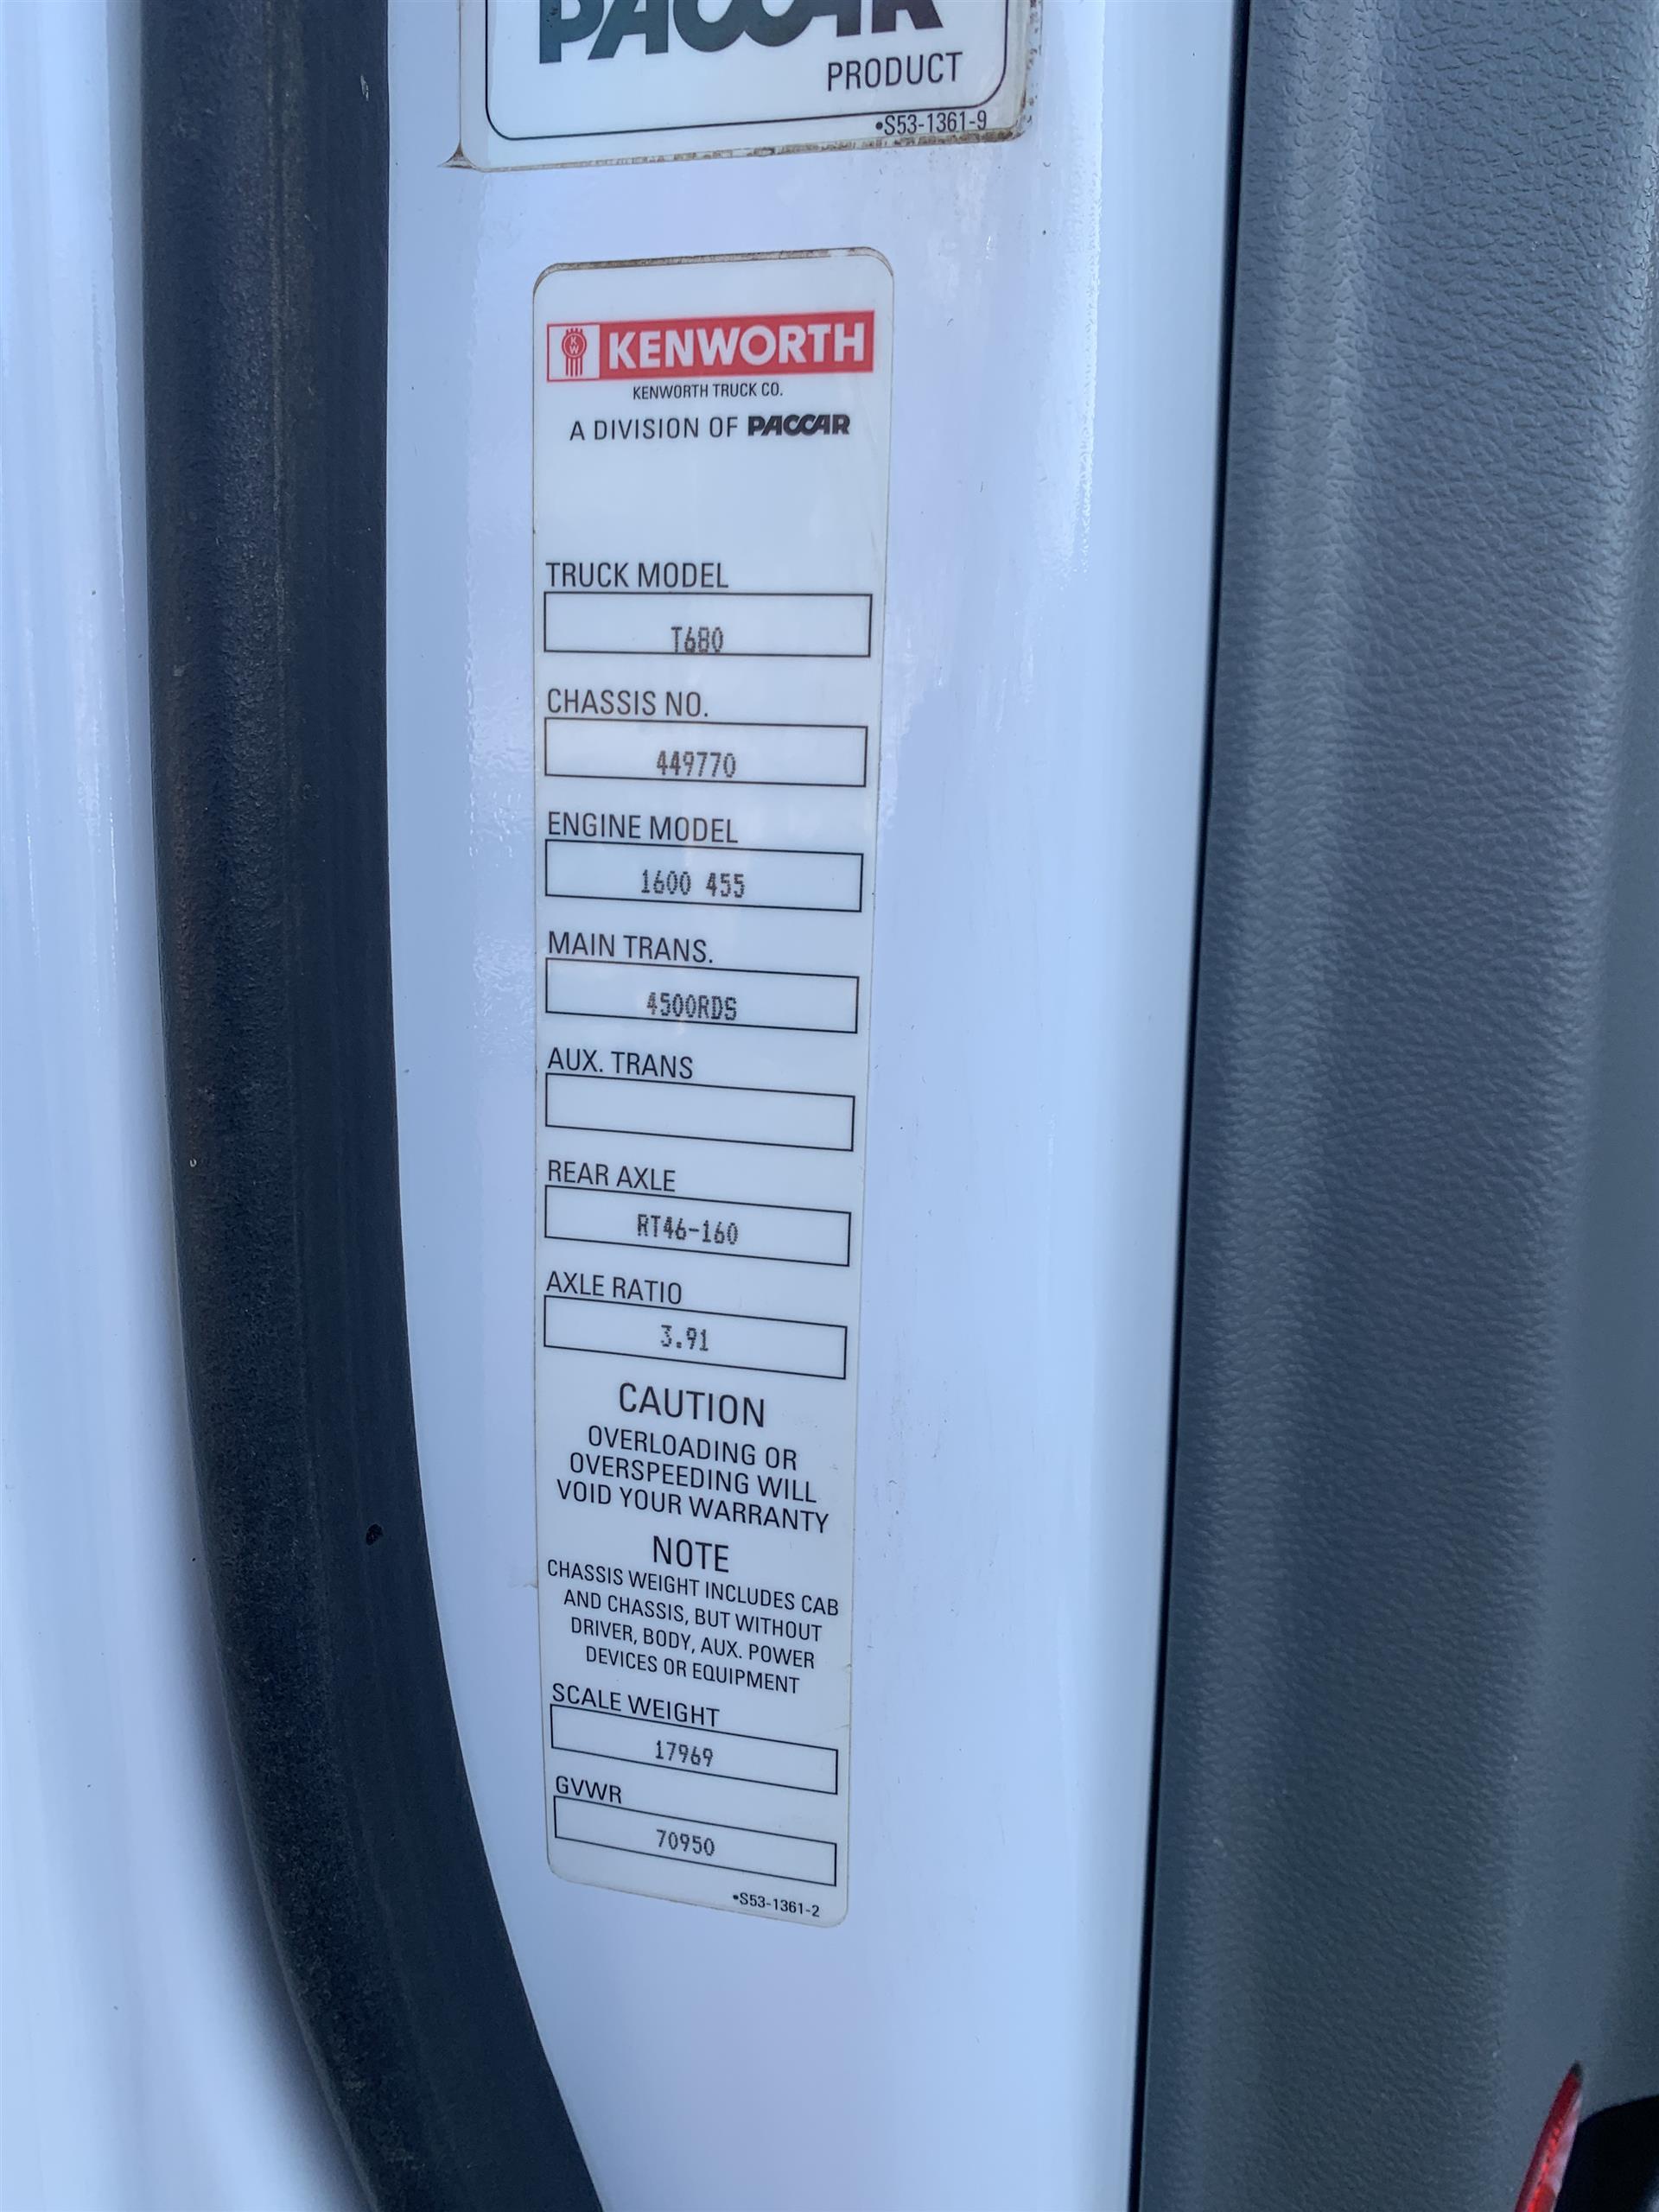 PACCAR
PRODUCT
•S53-1361-9
KW KENWORTH
KENWORTH TRUCK CO.
A DIVISION OF PACCAR
TRUCK MODEL
T680
CHASSIS NO.
449770
ENGINE MODEL
1600 455
MAIN TRANS.
4500RDS
AUX. TRANS
REAR AXLE
RT46-160
AXLE RATIO
3.91
CAUTION
OVERLOADING OR
OVERSPEEDING WILL
VOID YOUR WARRANTY
NOTE
CHASSIS WEIGHT INCLUDES CAB
AND CHASSIS, BUT WITHOUT
DRIVER, BODY, AUX. POWER
DEVICES OR EQUIPMENT
SCALE WEIGHT
17969
GVWR
70950
•S53-1361-2